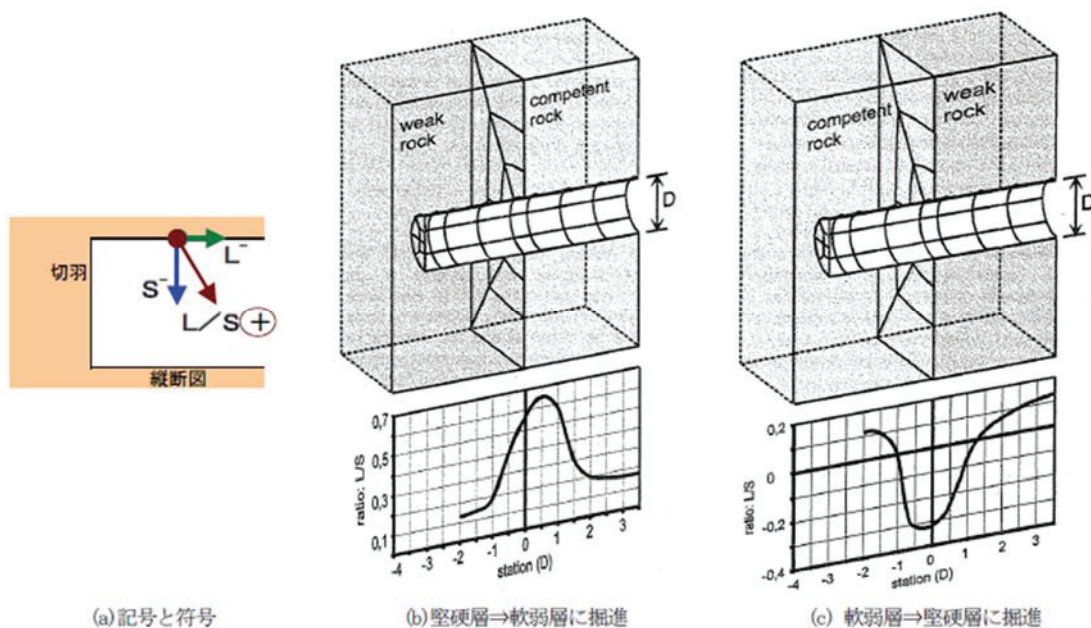 切羽
L⁻
S⁻
L/S(+)
縦断図
(a)記号と符号
weak
rock
competent
rock
D
0,7
0,5
0,3
0,1
ratio: L/S
-4 -3 -2 -1 0 1 2 3
station (D)
(b)堅硬層⇒軟弱層に掘進
competent
rock
weak
rock
D
0,2
0
-0,2
-0,4
ratio: L/S
-4 -3 -2 -1 0 1 2 3
station (D)
(c) 軟弱層⇒堅硬層に掘進